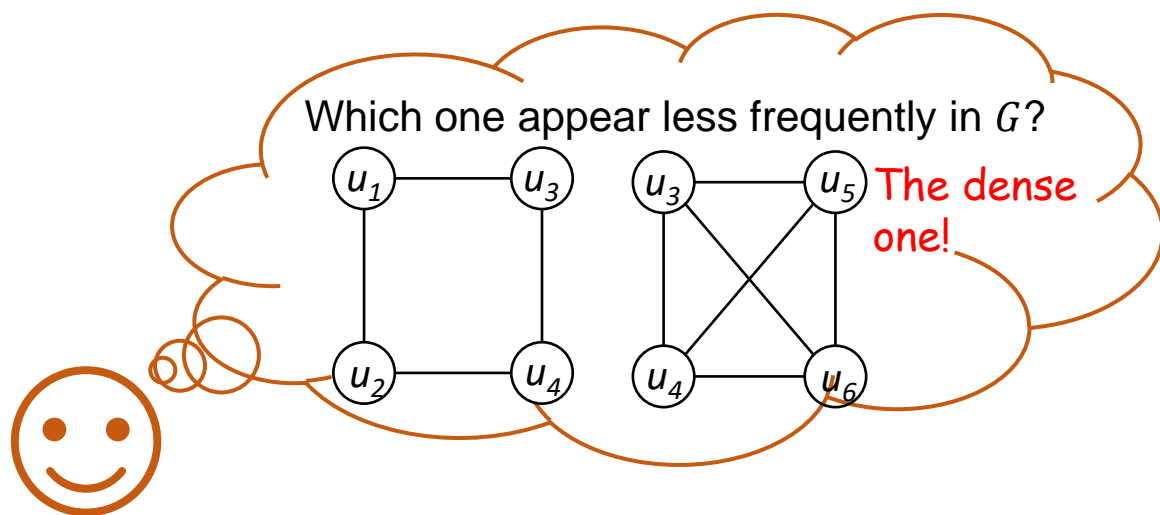 Which one appear less frequently in G?
u1 u3 u3 u5 The dense
one!
u2 u4 u4 u6